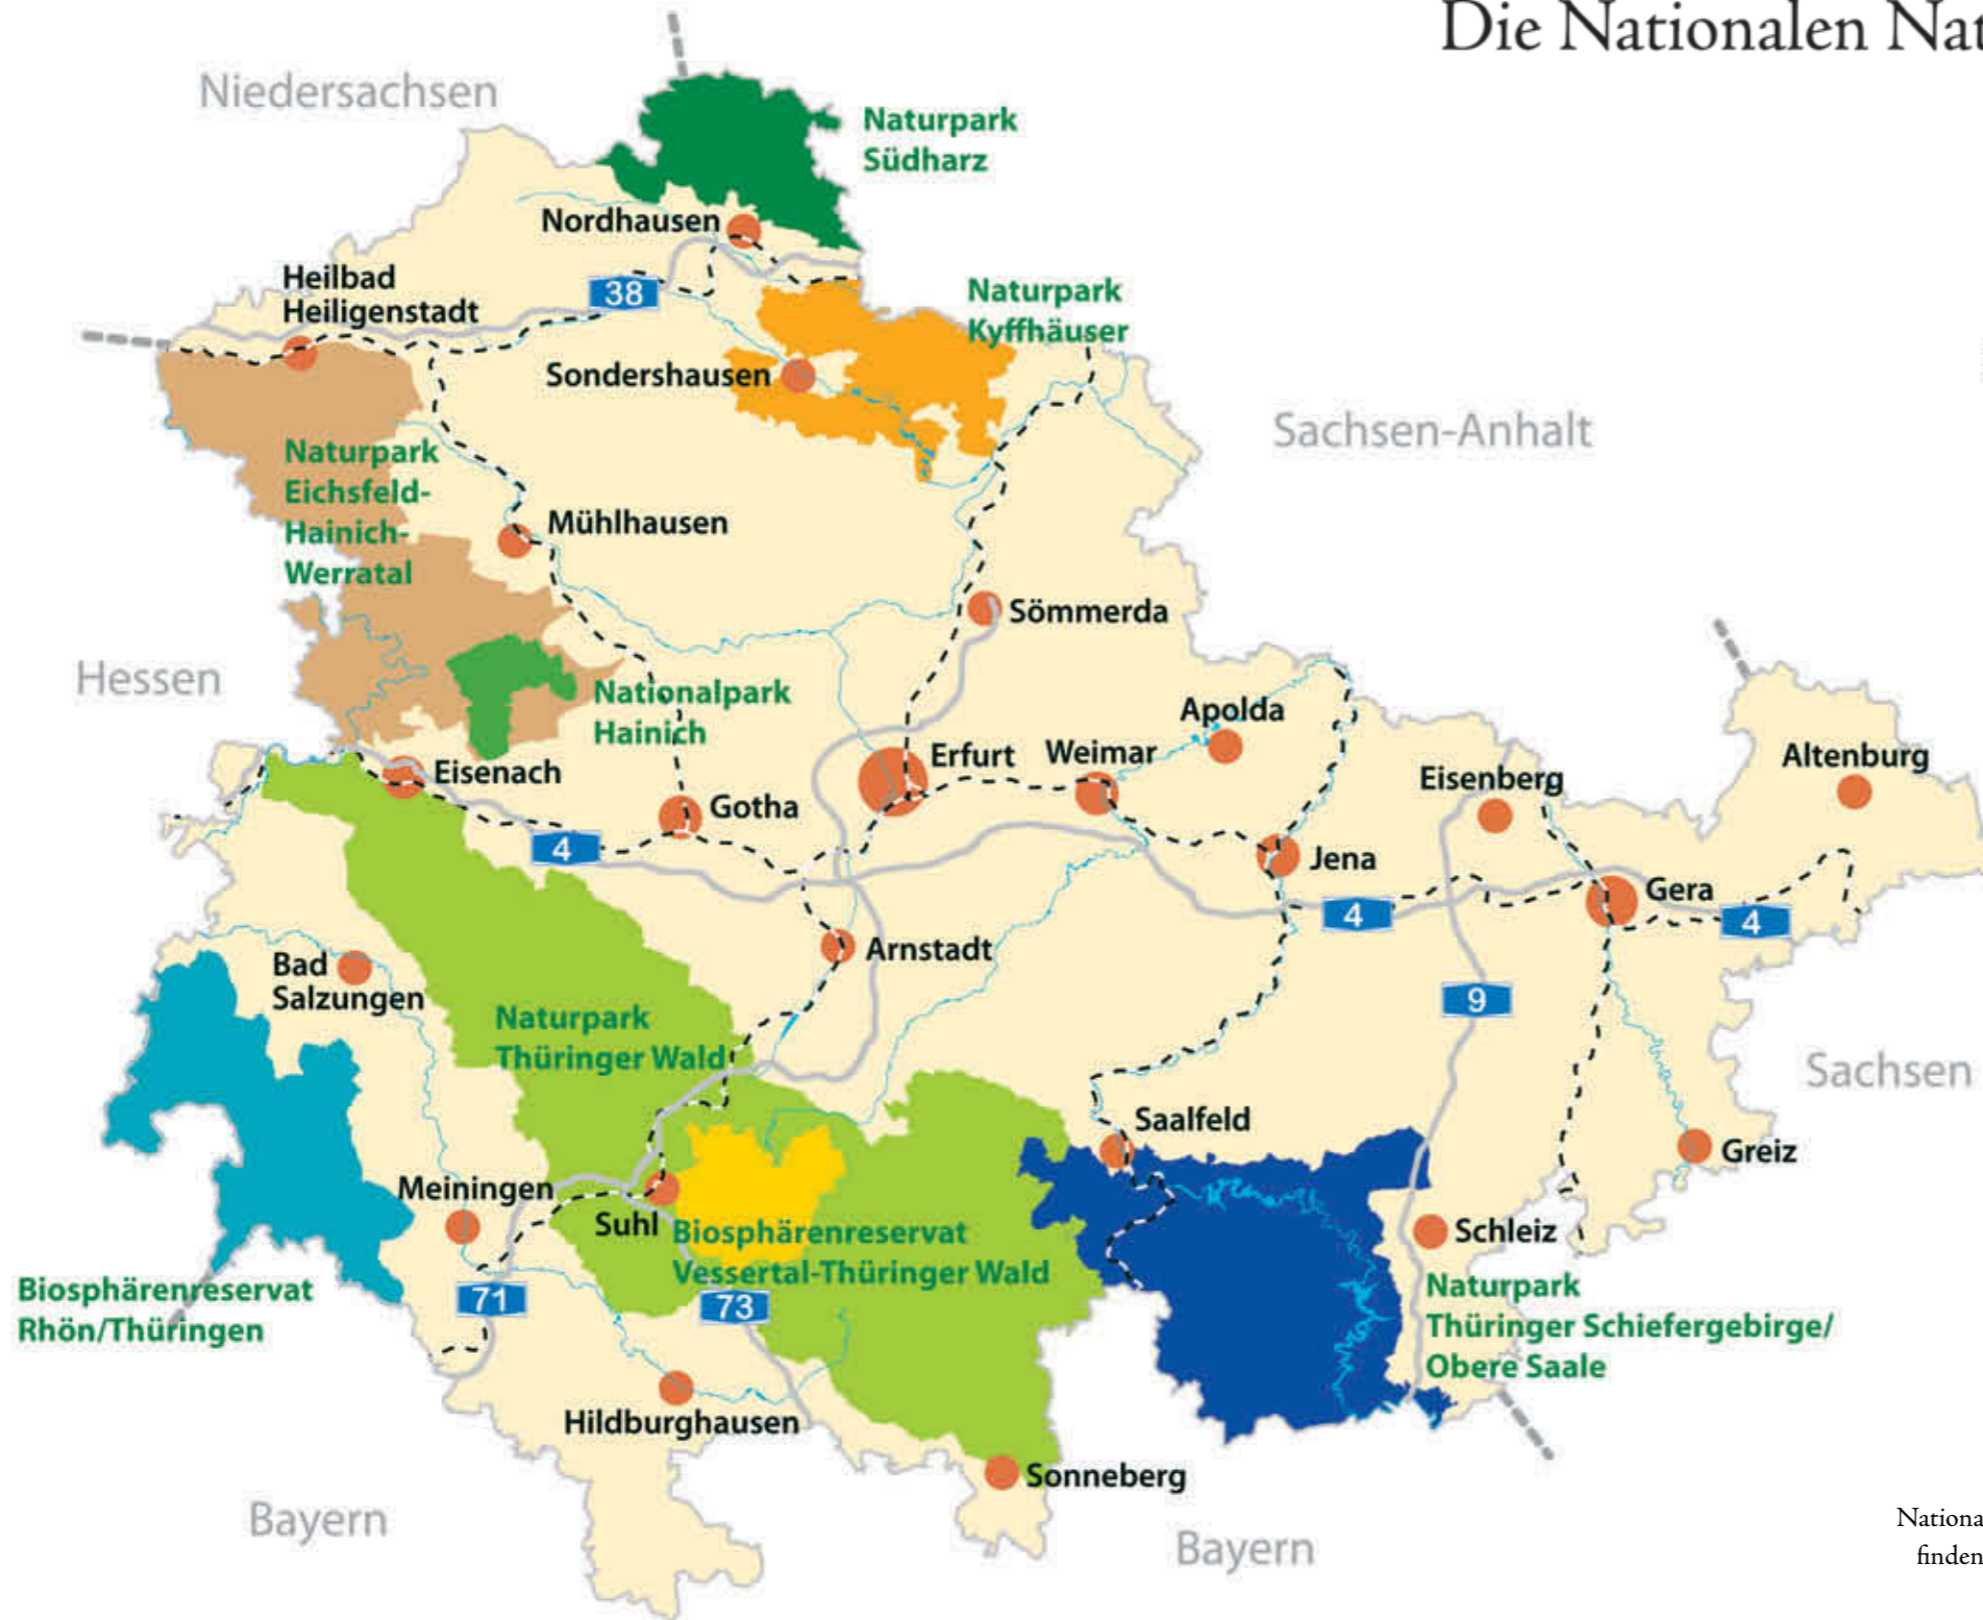 Die Nationalen Nat
Niedersachsen
Naturpark
Südharz
Nordhausen
Heilbad
Heiligenstadt
38
Naturpark
Kyffhäuser
Sondershausen
Sachsen-Anhalt
Naturpark
Eichsfeld-
Hainich-
Werratal
Mühlhausen
Sömmerda
Hessen
Nationalpark
Hainich
Apolda
Erfurt
Weimar
Eisenach
Gotha
Eisenberg
Altenburg
4
Jena
4
Gera
4
Arnstadt
Bad
Salzungen
9
Naturpark
Thüringer Wald
Sachsen
Saalfeld
Greiz
Meiningen
Suhl
Biosphärenreservat
Vessertal-Thüringer Wald
Schleiz
Biosphärenreservat
Rhön/Thüringen
71
73
Naturpark
Thüringer Schiefergebirge/
Obere Saale
Hildburghausen
Sonneberg
Bayern
Bayern
Nationa
finden